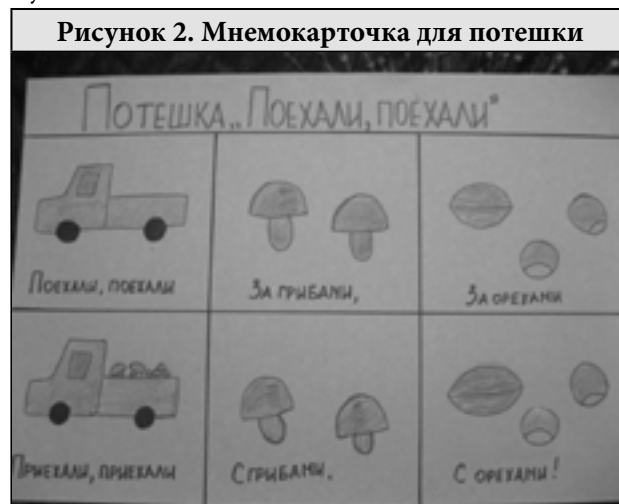 Рисунок 2. Мнемокарточка для потешки
Потешка „Поехали, поехали"
Поехали, поехали
За грибами,
За орехами
Приехали, приехали
С грибами.
С орехами!